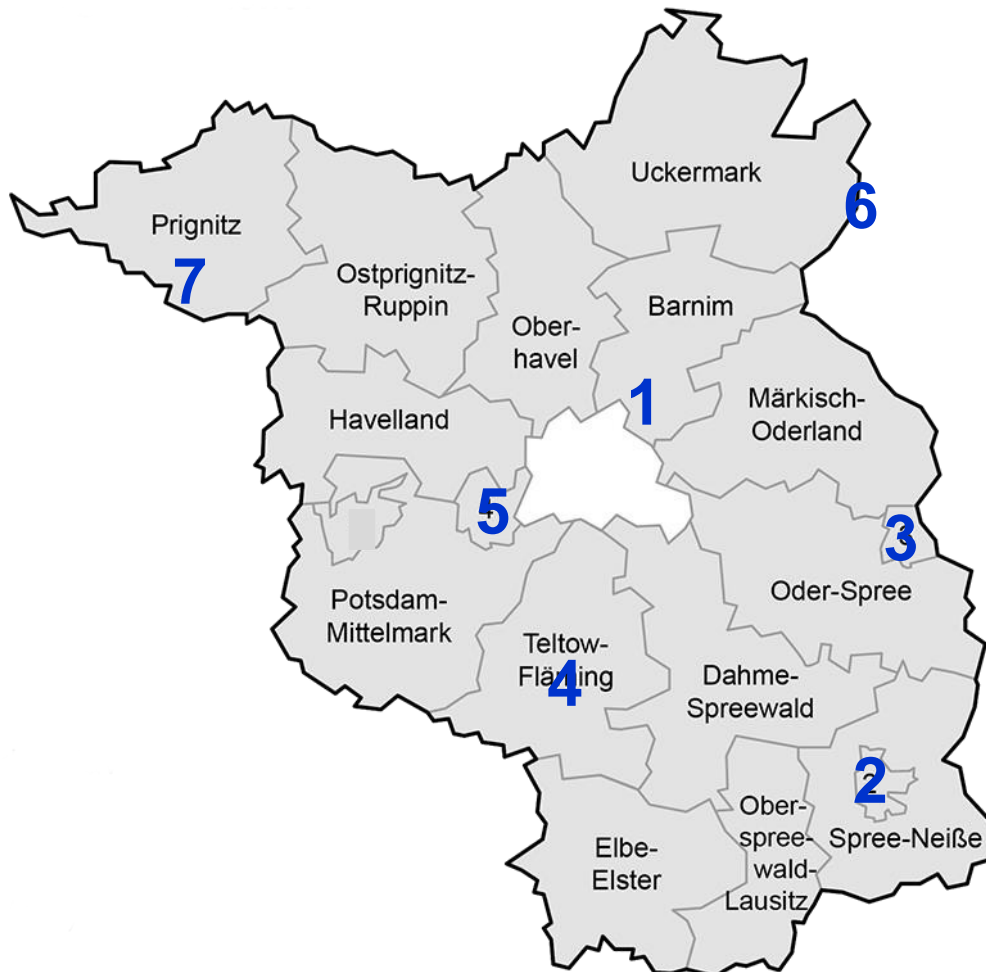 Uckermark
6
Prignitz
7
Ostprignitz-
Ruppin
Ober-
havel
Barnim
1
Märkisch-
Oderland
Havelland
5
3
Potsdam-
Mittelmark
Oder-Spree
Teltow-
Fläming
4
Dahme-
Spreewald
2
Ober-
spree-
wald-
Lausitz
Spree-Neiße
Elbe-
Elster